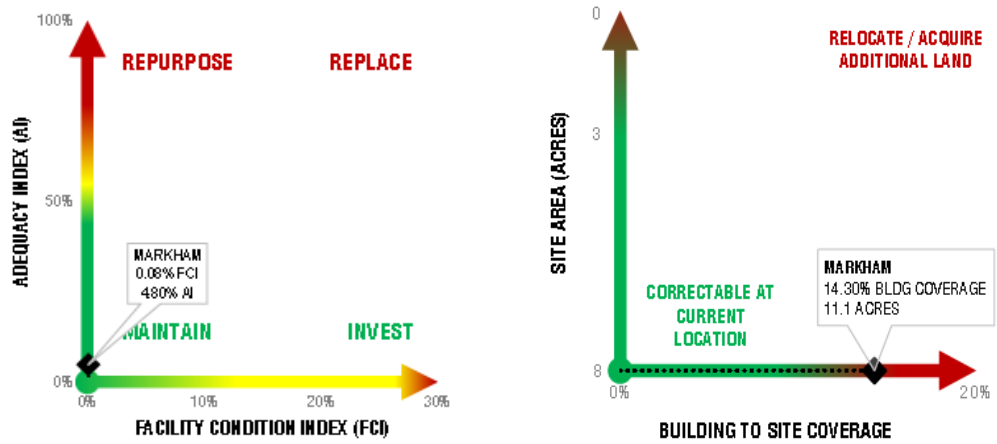 100%
REPURPOSE
REPLACE
ADEQUACY INDEX (AI)
50%
MARKHAM
0.08% FCI
4.80% AI
MAINTAIN
INVEST
0%
0%
10%
20%
30%
FACILITY CONDITION INDEX (FCI)
0
RELOCATE / ACQUIRE
ADDITIONAL LAND
3
SITE AREA (ACRES)
MARKHAM
14.30% BLDG COVERAGE
11.1 ACRES
CORRECTABLE AT
CURRENT
LOCATION
8
0%
20%
BUILDING TO SITE COVERAGE